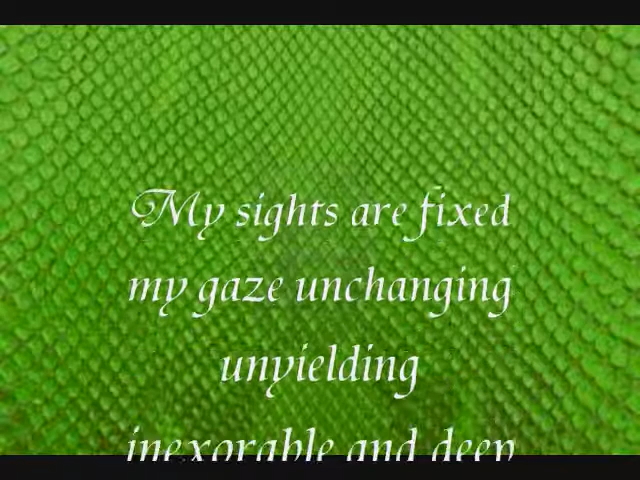 My sights are fixed
my gaze unchanging
unyielding
inexorable and deep